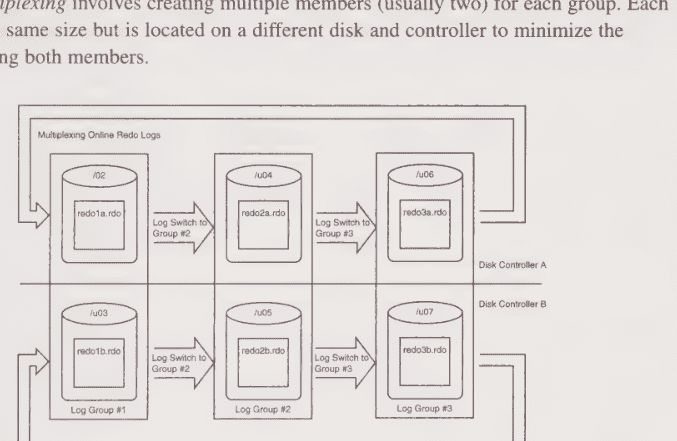 iplexing involves creating multiple members (usually two) for each group. Each
same size but is located on a different disk and controller to minimize the
ng both members.
Multiplexing Online Redo Logs
/02 /u04 /u06
redo1a.rdo redo2a.rdo redo3a.rdo
Log Switch to Log Switch to
Group #2 Group #3
Disk Controller A
Disk Controller B
/u03 /u05 /u07
redo1b.rdo redo2b.rdo redo3b.rdo
Log Switch to Log Switch to
Group #2 Group #3
Log Group #1 Log Group #2 Log Group #3